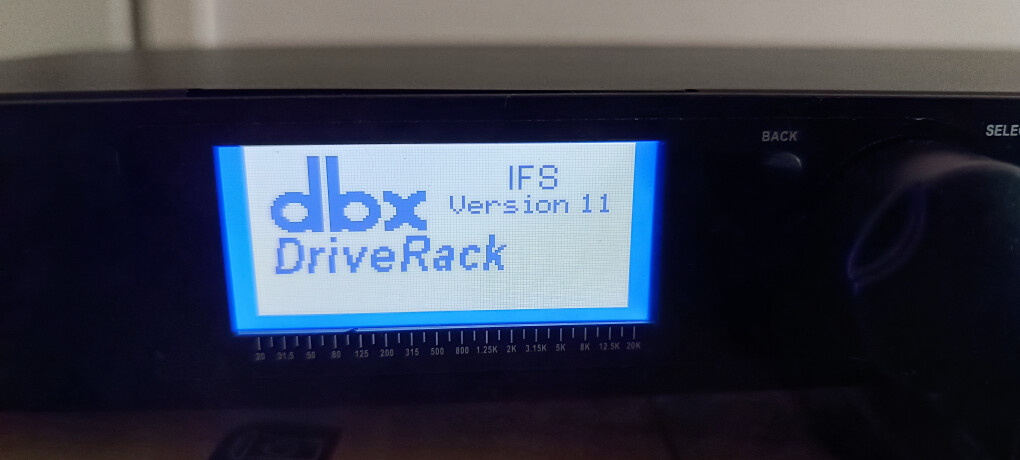 BACK
SELEC
dbx
IFS
Version 11
DriveRack
20 31.5 50 80 125 200 315 500 800 1.25K 2K 3.15K 5K 8K 12.5K 20K